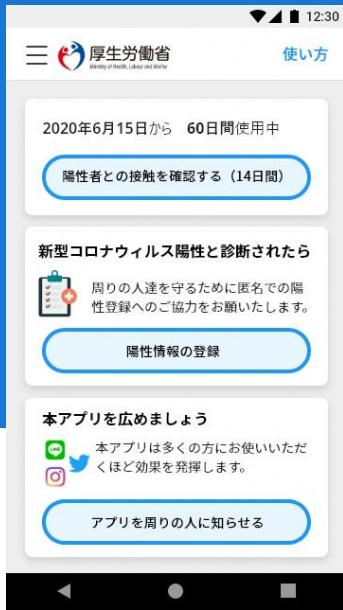 12:30
厚生労働省
Ministry of Health, Labour and Welfare
使い方
2020年6月15日から 60日間使用中
陽性者との接触を確認する（14日間）
新型コロナウィルス陽性と診断されたら
周りの人達を守るために匿名での陽
性登録へのご協力をお願いたします。
陽性情報の登録
本アプリを広めましょう
LINE
本アプリは多くの方にお使いいただ
くほど効果を発揮します。
アプリを周りの人に知らせる